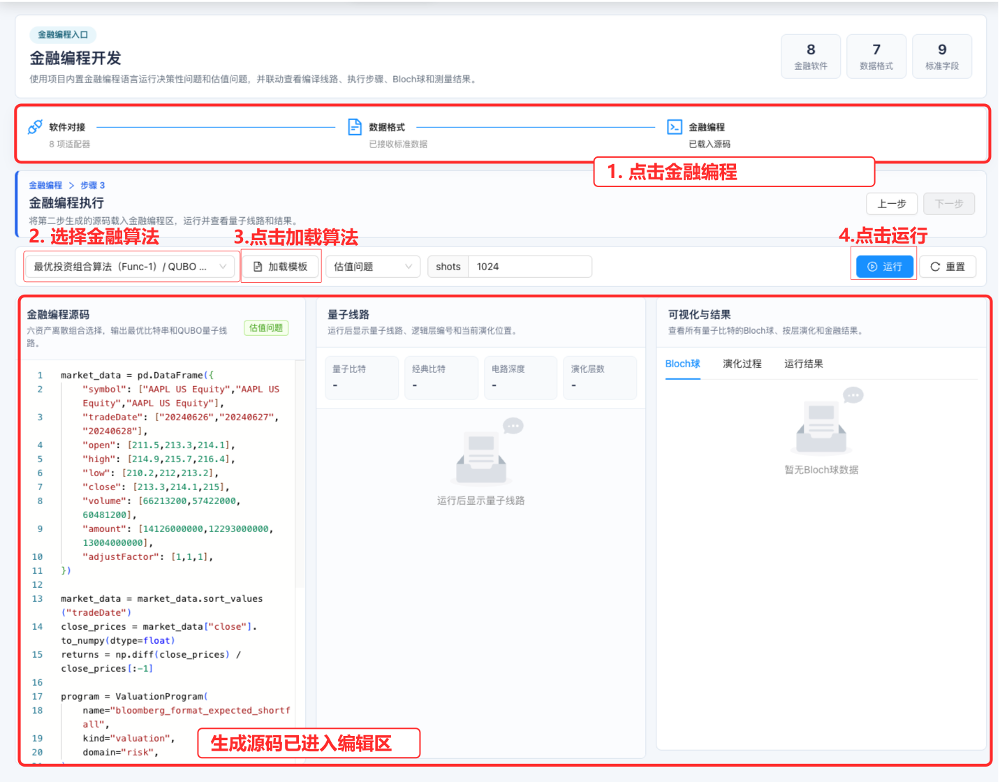 金融编程入口
金融编程开发
使用项目内置金融编程语言运行决策性问题和估值问题，并联动查看编译线路、执行步骤、Bloch球和测量结果。
8
金融软件
7
数据格式
9
标准字段
软件对接
8 项适配器
数据格式
已接收标准数据
金融编程
已载入源码
1. 点击金融编程
金融编程 > 步骤 3
金融编程执行
将第二步生成的源码载入金融编程区，运行并查看量子线路和结果。
上一步
下一步
2. 选择金融算法
3.点击加载算法
4.点击运行
最优投资组合算法（Func-1）/ QUBO ...
加载模板
估值问题
shots
1024
运行
重置
金融编程源码
六资产离散组合选择，输出最优比特串和QUBO量子线
路。
估值问题
1 market_data = pd.DataFrame({
2 "symbol": ["AAPL US Equity","AAPL US
Equity","AAPL US Equity"],
3 "tradeDate": ["20240626","20240627",
"20240628"],
4 "open": [211.5,213.3,214.1],
5 "high": [214.9,215.7,216.4],
6 "low": [210.2,212,213.2],
7 "close": [213.3,214.1,215],
8 "volume": [66213200,57422000,
60481200],
9 "amount": [14126000000,12293000000,
13004000000],
10 "adjustFactor": [1,1,1],
11 })
12
13 market_data = market_data.sort_values
("tradeDate")
14 close_prices = market_data["close"].
to_numpy(dtype=float)
15 returns = np.diff(close_prices) /
close_prices[:-1]
16
17 program = ValuationProgram(
18 name="bloomberg_format_expected_shortf
all",
19 kind="valuation",
20 domain="risk",
生成源码已进入编辑区
量子线路
运行后显示量子线路、逻辑层编号和当前演化位置。
量子比特
-
经典比特
-
电路深度
-
演化层数
-
运行后显示量子线路
可视化与结果
查看所有量子比特的Bloch球、按层演化和金融结果。
Bloch球
演化过程
运行结果
暂无Bloch球数据